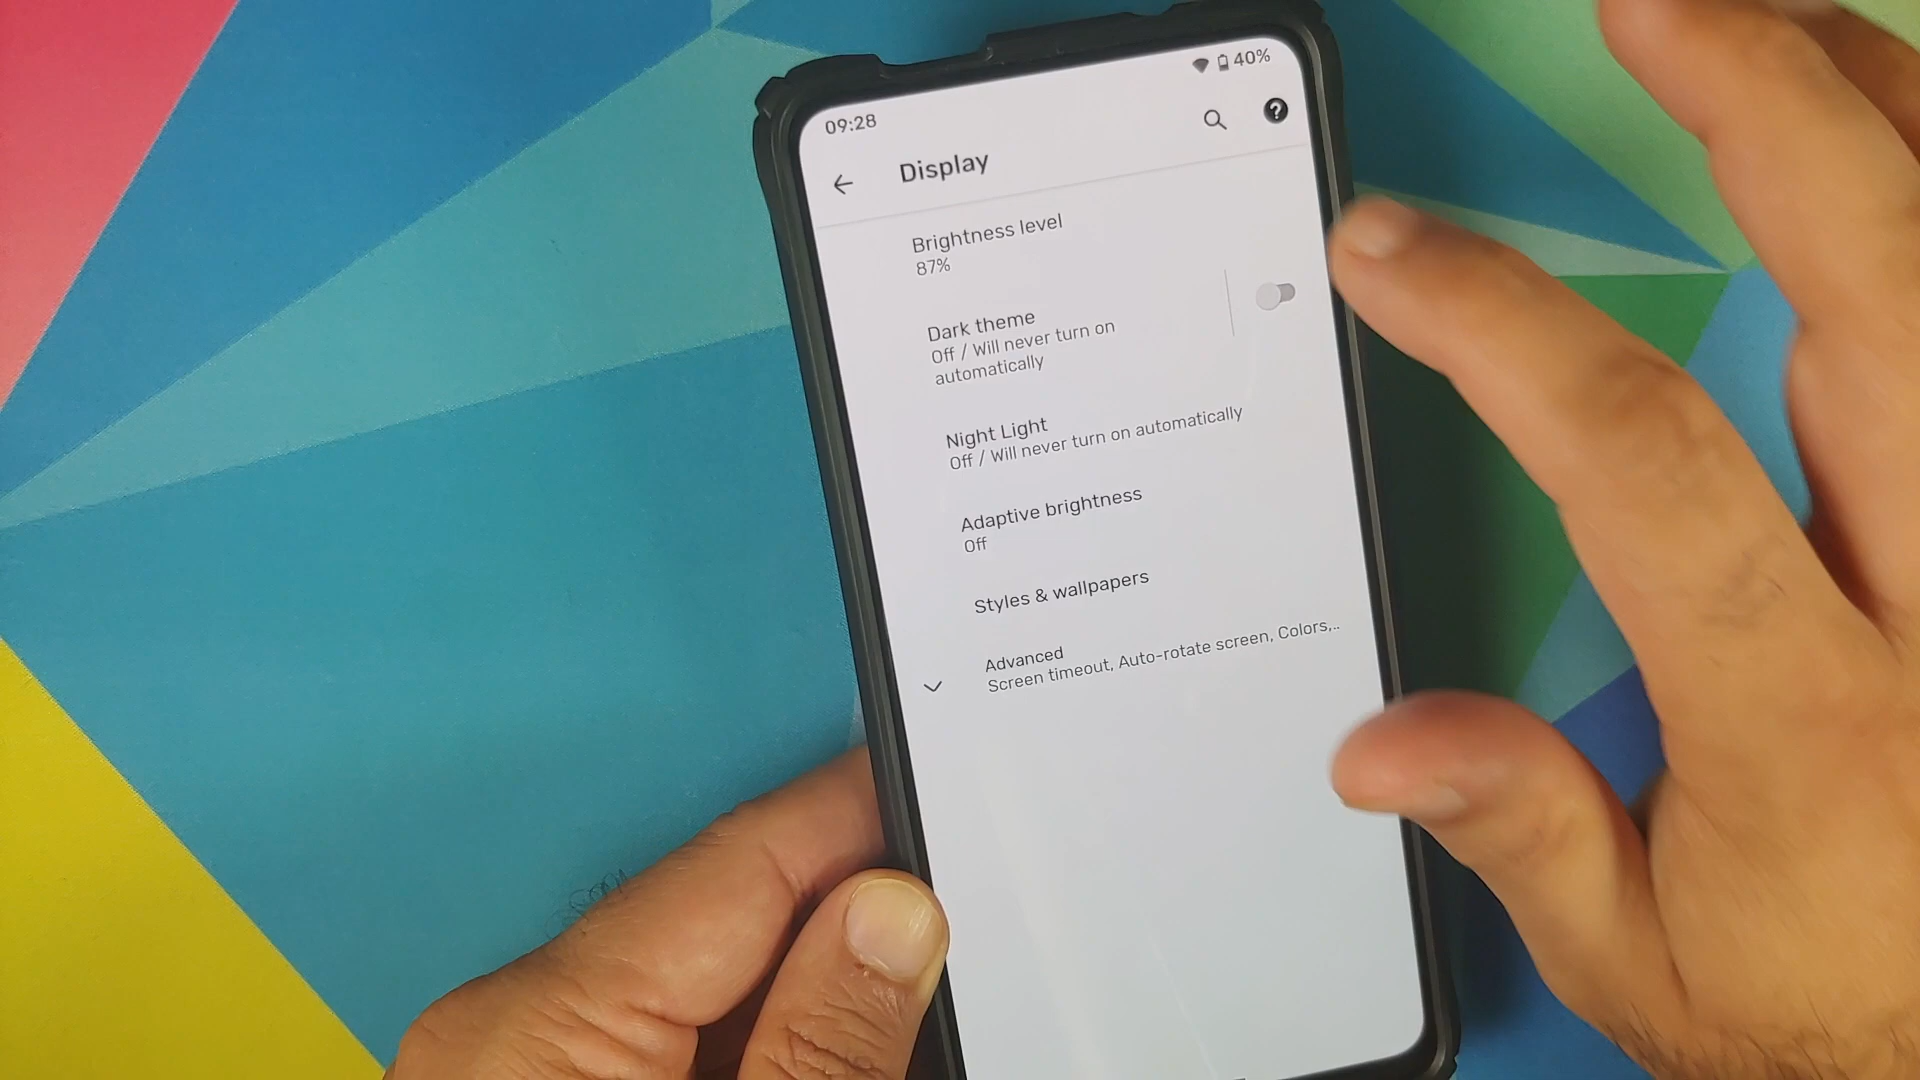 09:28
40%
Display
?
Brightness level
87%
Dark theme
Off / Will never turn on
automatically
Night Light
Off / Will never turn on automatically
Adaptive brightness
Off
Styles & wallpapers
Advanced
Screen timeout, Auto-rotate screen, Colors,..